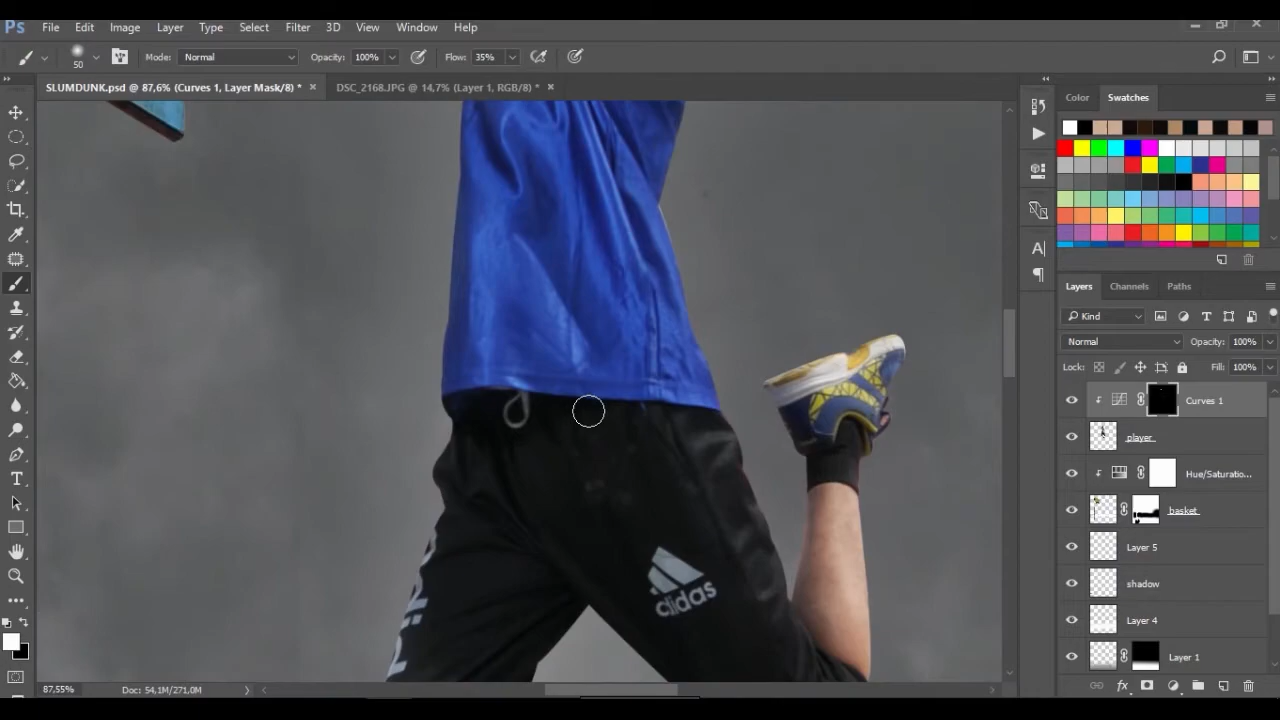 Ps File Edit Image Layer Type Select Filter 3D View Window Help
50 Mode: Normal Opacity: 100% Flow: 35%
SLUMDUNK.psd @ 87,6% (Curves 1, Layer Mask/8) * × DSC_2168.JPG @ 14,7% (Layer 1, RGB/8) * ×
Color Swatches
Layers Channels Paths
Kind
Normal Opacity: 100%
Lock: Fill: 100%
Curves 1
player
Hue/Saturatio...
basket
Layer 5
shadow
Layer 4
Layer 1
adidas
87,55% Doc: 54,1M/271,0M